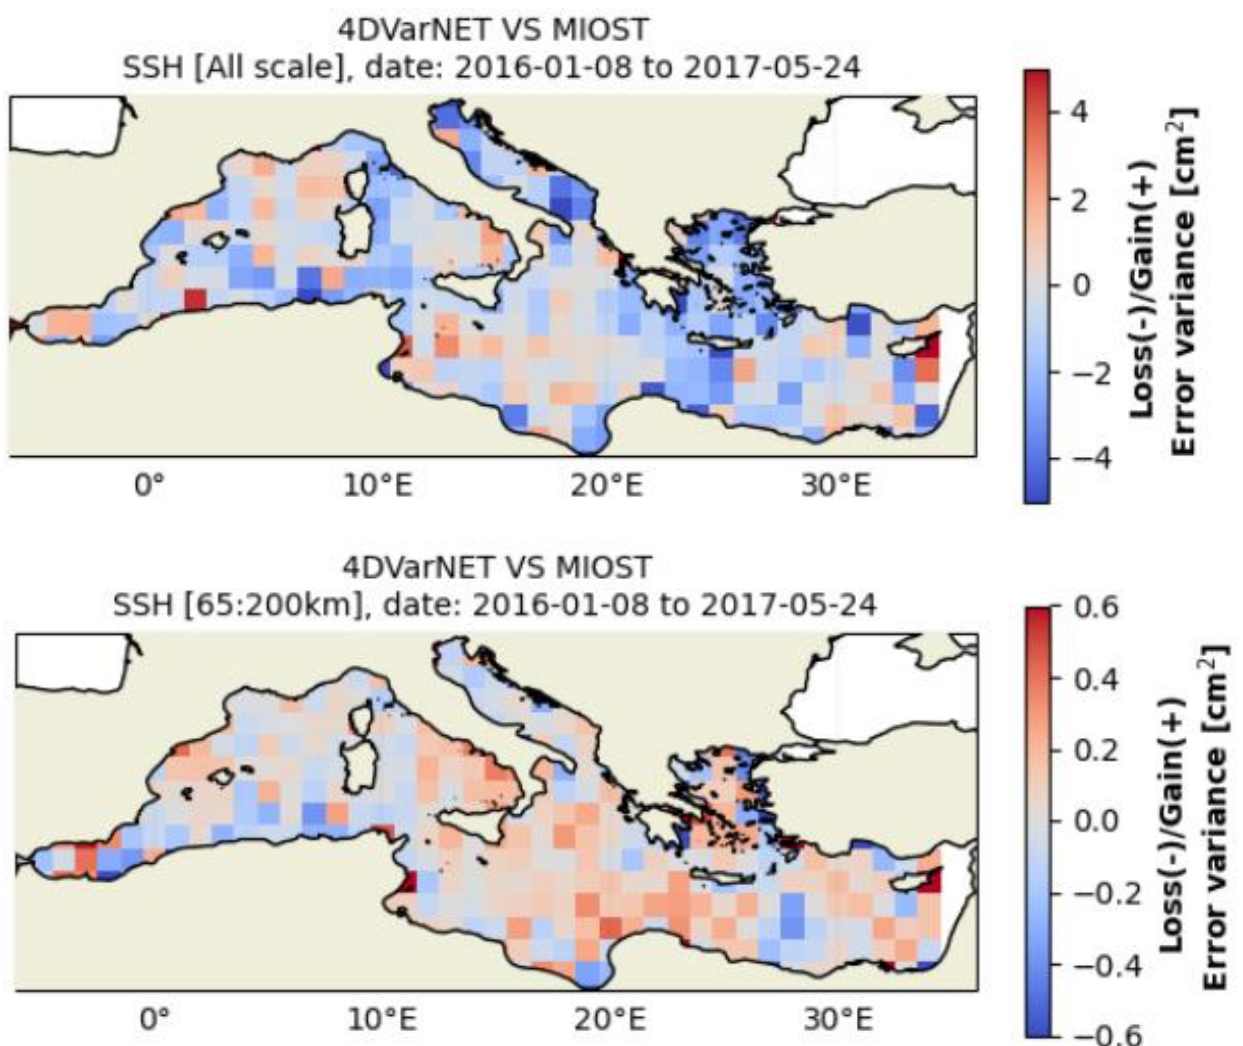 4DVarNET VS MIOST
SSH [All scale], date: 2016-01-08 to 2017-05-24
4
2
0
−2
−4
Loss(-)/Gain(+)
Error variance [cm²]
0°
10°E
20°E
30°E
4DVarNET VS MIOST
SSH [65:200km], date: 2016-01-08 to 2017-05-24
0.6
0.4
0.2
0.0
−0.2
−0.4
−0.6
Loss(-)/Gain(+)
Error variance [cm²]
0°
10°E
20°E
30°E